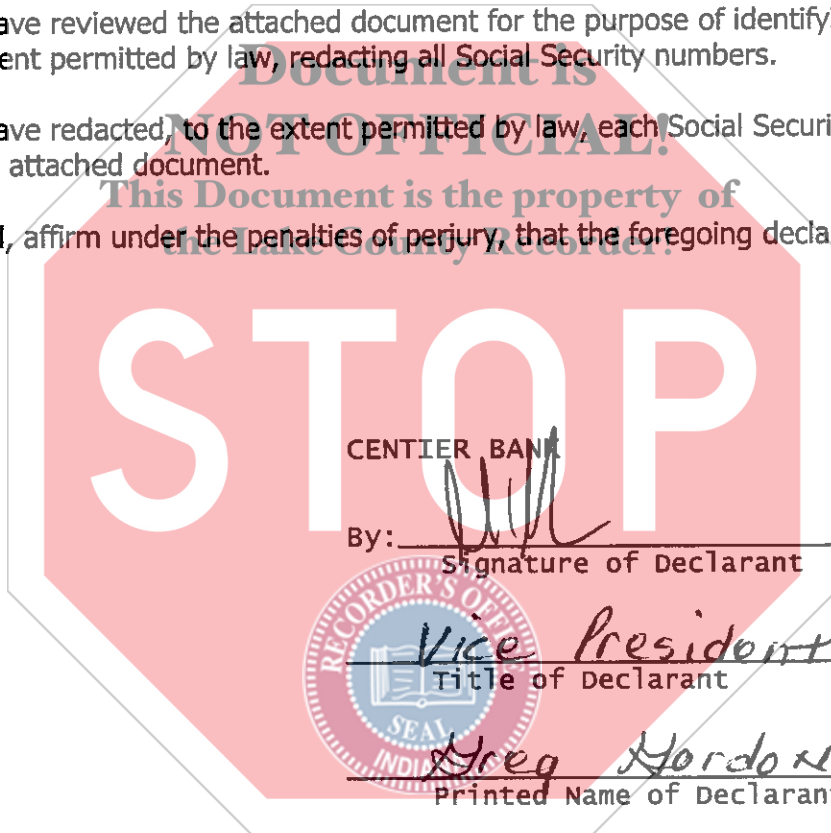 ave reviewed the attached document for the purpose of identifyi
ent permitted by law, redacting all Social Security numbers.
Document is
ave redacted, to the extent permitted by law, each Social Securi
NOT OFFICIAL!
attached document.
This Document is the property of
, affirm under the penalties of perjury, that the foregoing decla
the Lake County Recorder!
STOP
CENTIER BANK
By:
Signature of Declarant
RECORDER'S OFFICE
Vice President
Title of Declarant
SEAL
INDIANA
Greg Gordon
Printed Name of Declaran